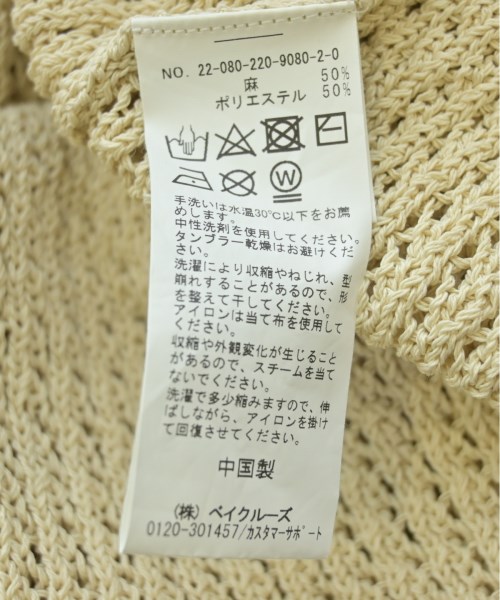 NO. 22-080-220-9080-2-0
麻 50%
ポリエステル 50%
W
手洗いは水温30℃以下をお薦
めします。
中性洗剤を使用してください。
タンブラー乾燥はお避けくださ
い。
洗濯により収縮やねじれ、型
崩れすることがあるので、形
を整えて干してください。
アイロンは当て布を使用して
ください。
収縮や外観変化が生じること
があるので、スチームを当て
ないでください。
洗濯で多少縮みますので、伸
ばしながら、アイロンを掛け
て回復させてください。
中国製
(株) ベイクルーズ
0120-301457/カスタマーサポート